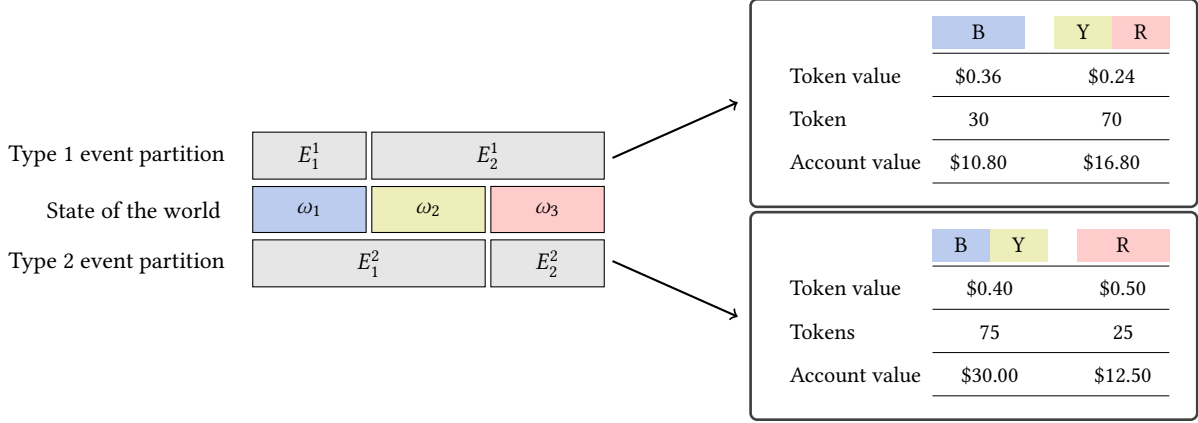 Type 1 event partition
E₁¹ E₂¹
State of the world
ω₁ ω₂ ω₃
Type 2 event partition
E₁² E₂²
B Y R
Token value $0.36 $0.24
Token 30 70
Account value $10.80 $16.80
B Y R
Token value $0.40 $0.50
Tokens 75 25
Account value $30.00 $12.50